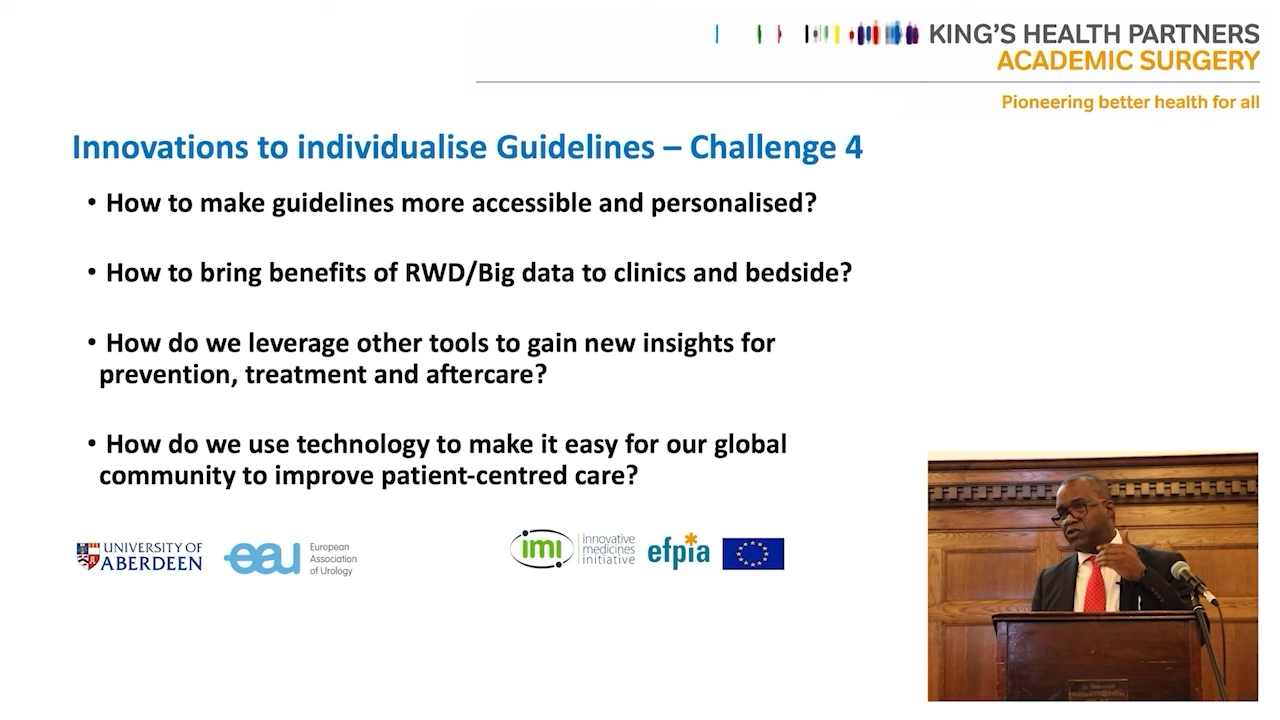 KING'S HEALTH PARTNERS
ACADEMIC SURGERY
Pioneering better health for all
Innovations to individualise Guidelines – Challenge 4
• How to make guidelines more accessible and personalised?
• How to bring benefits of RWD/Big data to clinics and bedside?
• How do we leverage other tools to gain new insights for
prevention, treatment and aftercare?
• How do we use technology to make it easy for our global
community to improve patient-centred care?
UNIVERSITY OF
ABERDEEN
eau
European
Association
of Urology
imi
innovative
medicines
initiative
efpia